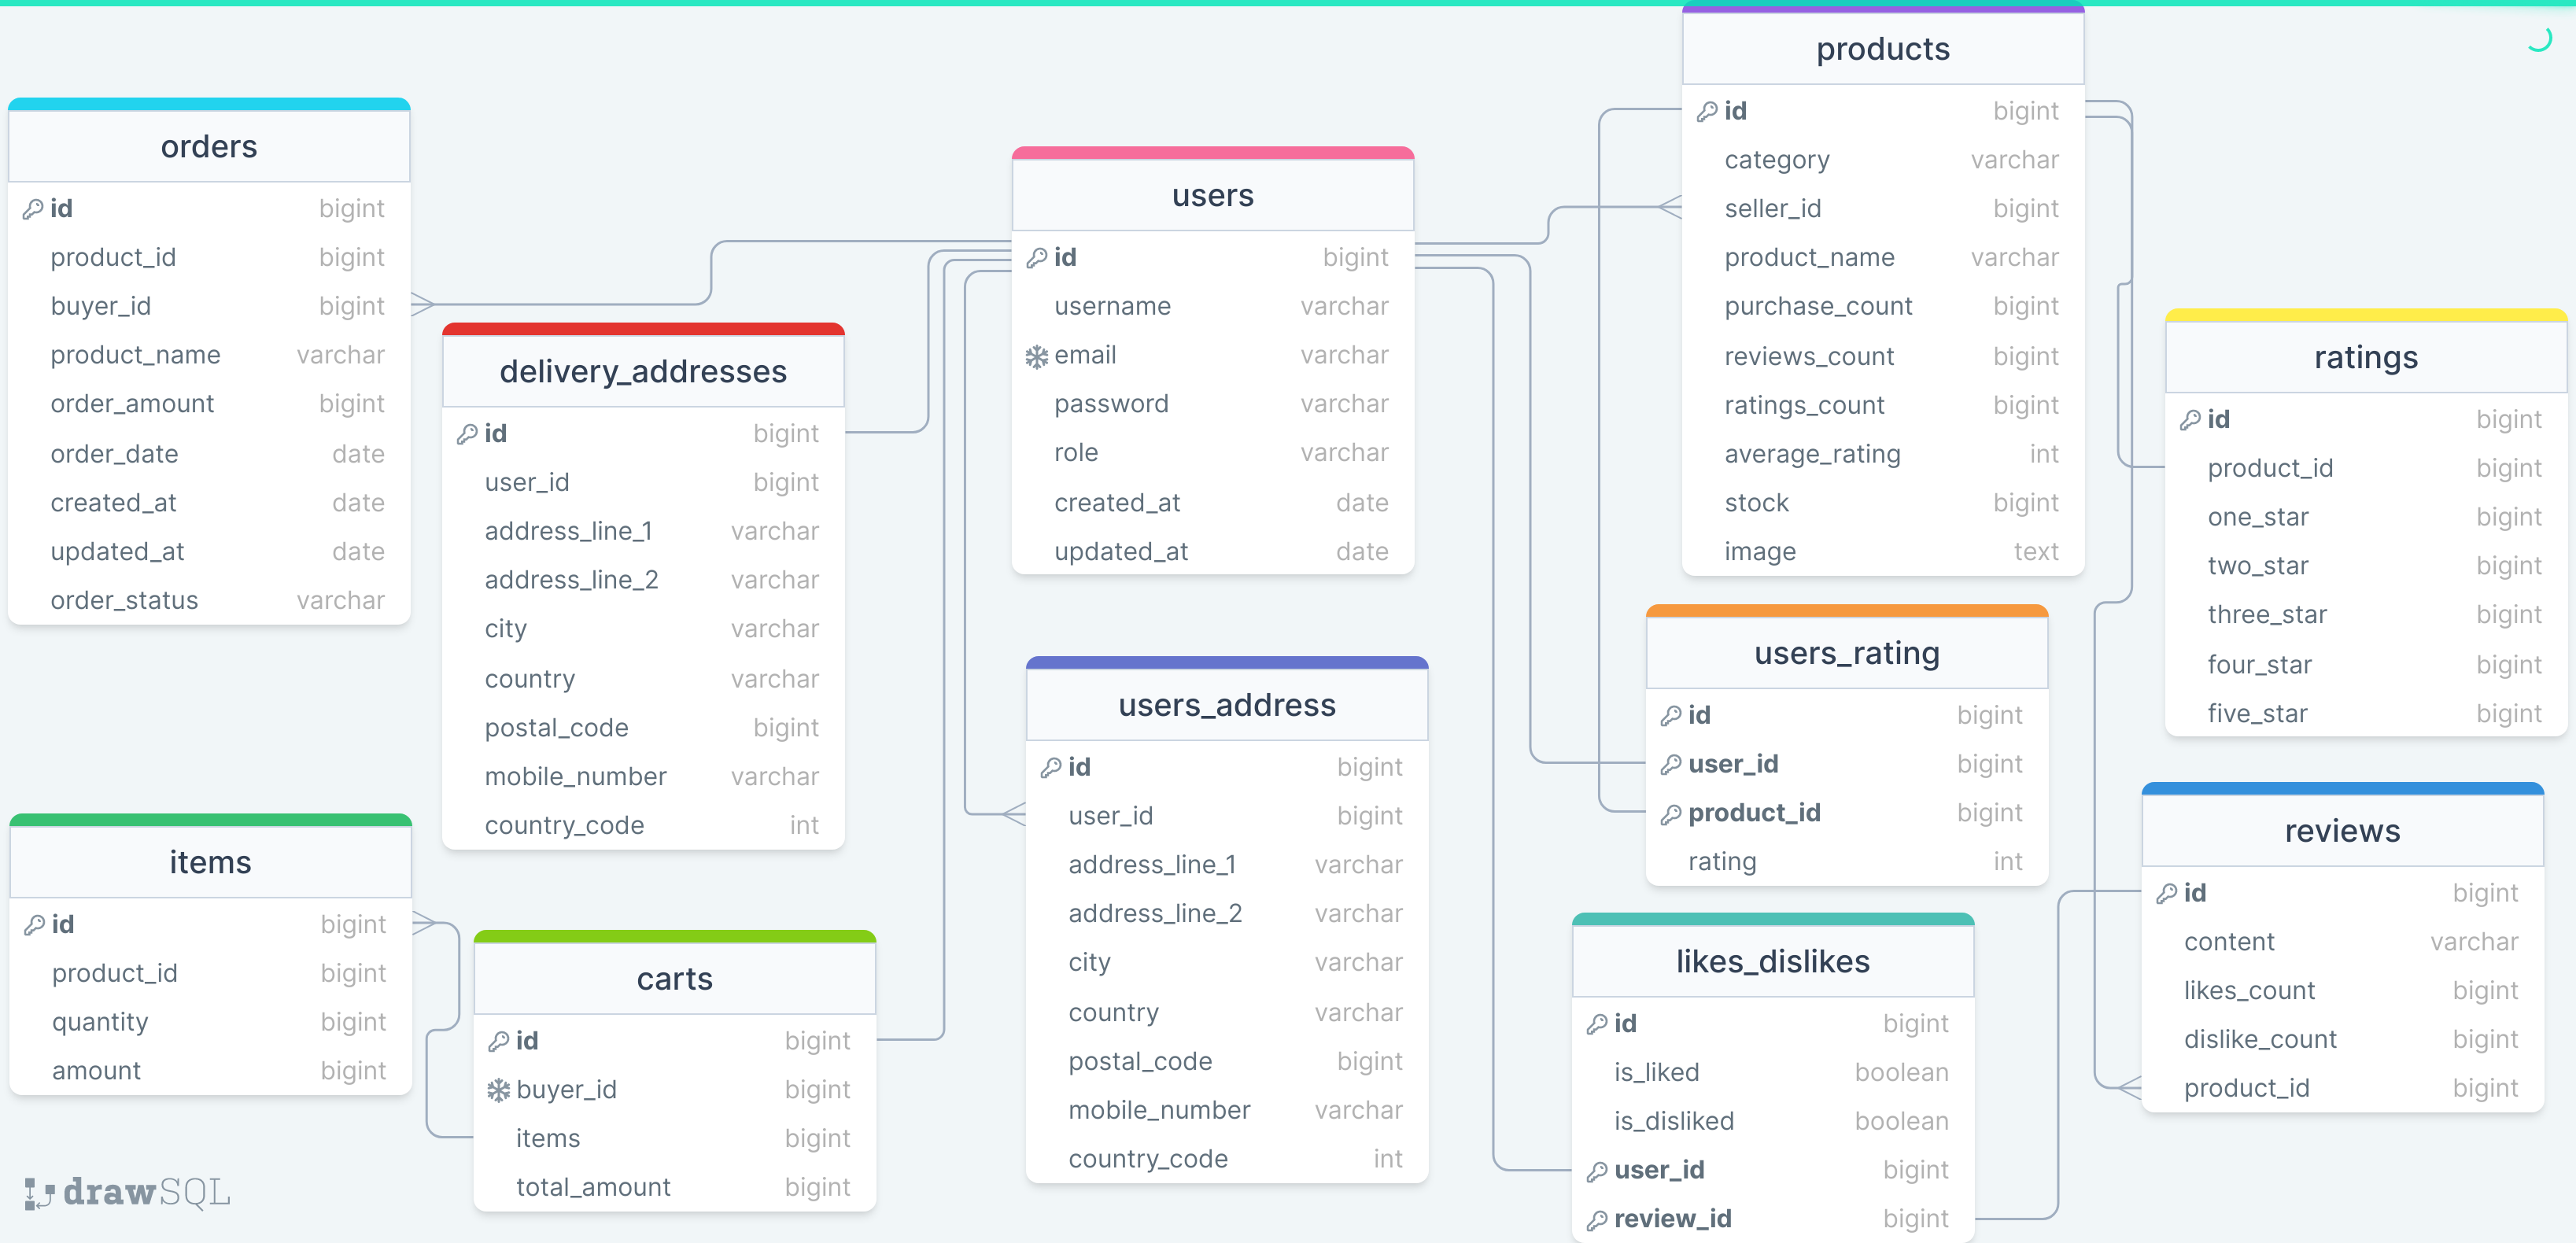 orders
id bigint
product_id bigint
buyer_id bigint
product_name varchar
order_amount bigint
order_date date
created_at date
updated_at date
order_status varchar
delivery_addresses
id bigint
user_id bigint
address_line_1 varchar
address_line_2 varchar
city varchar
country varchar
postal_code bigint
mobile_number varchar
country_code int
items
id bigint
product_id bigint
quantity bigint
amount bigint
carts
id bigint
buyer_id bigint
items bigint
total_amount bigint
users
id bigint
username varchar
email varchar
password varchar
role varchar
created_at date
updated_at date
users_address
id bigint
user_id bigint
address_line_1 varchar
address_line_2 varchar
city varchar
country varchar
postal_code bigint
mobile_number varchar
country_code int
products
id bigint
category varchar
seller_id bigint
product_name varchar
purchase_count bigint
reviews_count bigint
ratings_count bigint
average_rating int
stock bigint
image text
users_rating
id bigint
user_id bigint
product_id bigint
rating int
likes_dislikes
id bigint
is_liked boolean
is_disliked boolean
user_id bigint
review_id bigint
ratings
id bigint
product_id bigint
one_star bigint
two_star bigint
three_star bigint
four_star bigint
five_star bigint
reviews
id bigint
content varchar
likes_count bigint
dislike_count bigint
product_id bigint
drawSQL